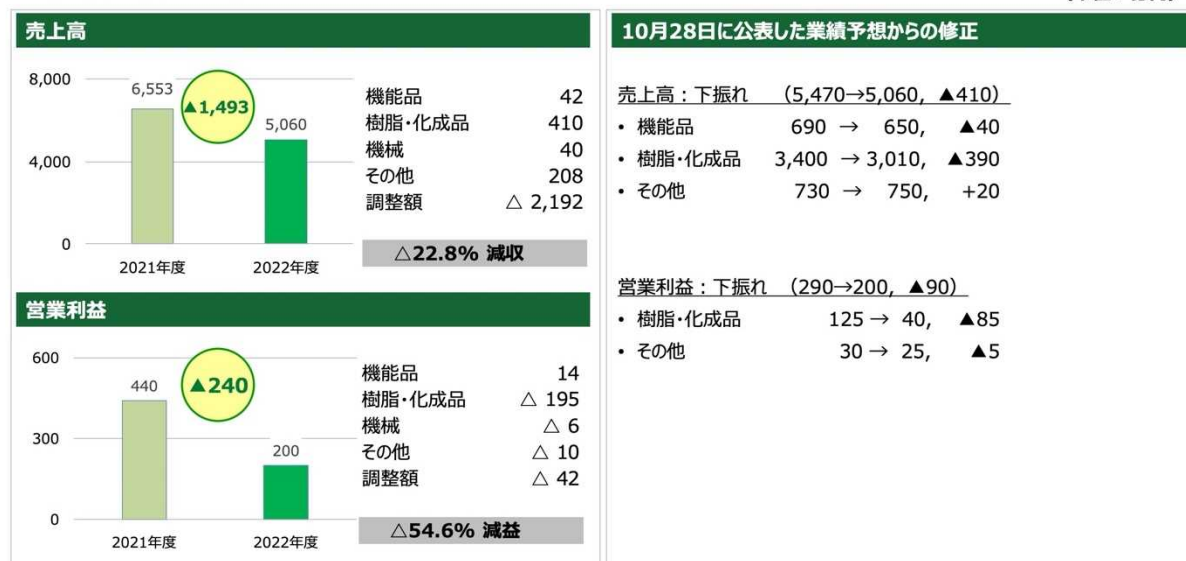 売上高
8,000
4,000
0
6,553
▲1,493
5,060
2021年度
2022年度
機能品 42
樹脂・化成品 410
機械 40
その他 208
調整額 △ 2,192
△22.8% 減収
営業利益
600
300
0
440
▲240
200
2021年度
2022年度
機能品 14
樹脂・化成品 △ 195
機械 △ 6
その他 △ 10
調整額 △ 42
△54.6% 減益
10月28日に公表した業績予想からの修正
売上高：下振れ （5,470→5,060, ▲410）
• 機能品 690 → 650, ▲40
• 樹脂・化成品 3,400 →3,010, ▲390
• その他 730 → 750, +20
営業利益：下振れ （290→200, ▲90）
• 樹脂・化成品 125 → 40, ▲85
• その他 30 → 25, ▲5